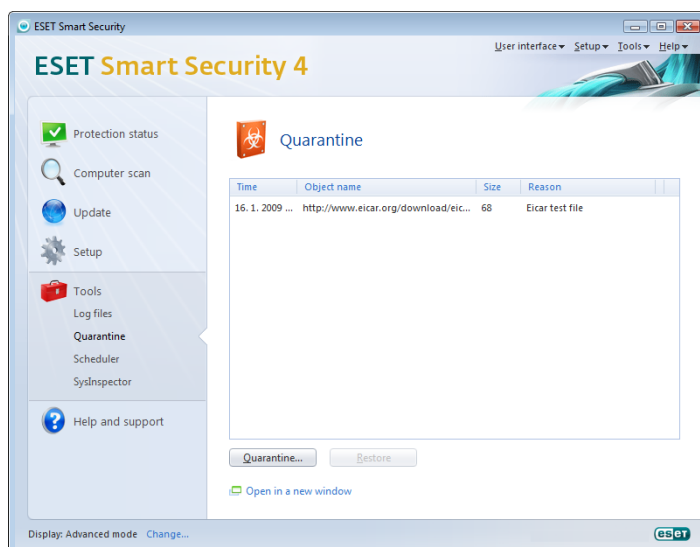 ESET Smart Security
User interface Setup Tools Help
ESET Smart Security 4
Protection status
Computer scan
Update
Setup
Tools
Log files
Quarantine
Scheduler
SysInspector
Help and support
Quarantine
Time Object name Size Reason
16. 1. 2009 ... http://www.eicar.org/download/eic... 68 Eicar test file
Quarantine... Restore
Open in a new window
Display: Advanced mode Change...
eseT